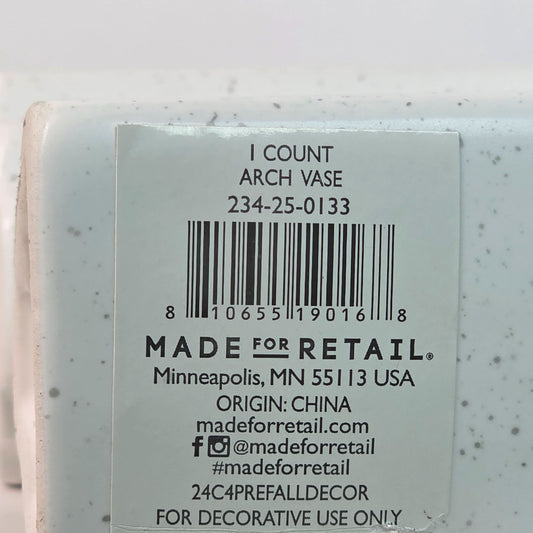 1 COUNT
ARCH VASE
234-25-0133
8 10655 19016 8
MADE FOR RETAIL®
Minneapolis, MN 55113 USA
ORIGIN: CHINA
madeforretail.com
@madeforretail
#madeforretail
24C4PREFALLDECOR
FOR DECORATIVE USE ONLY